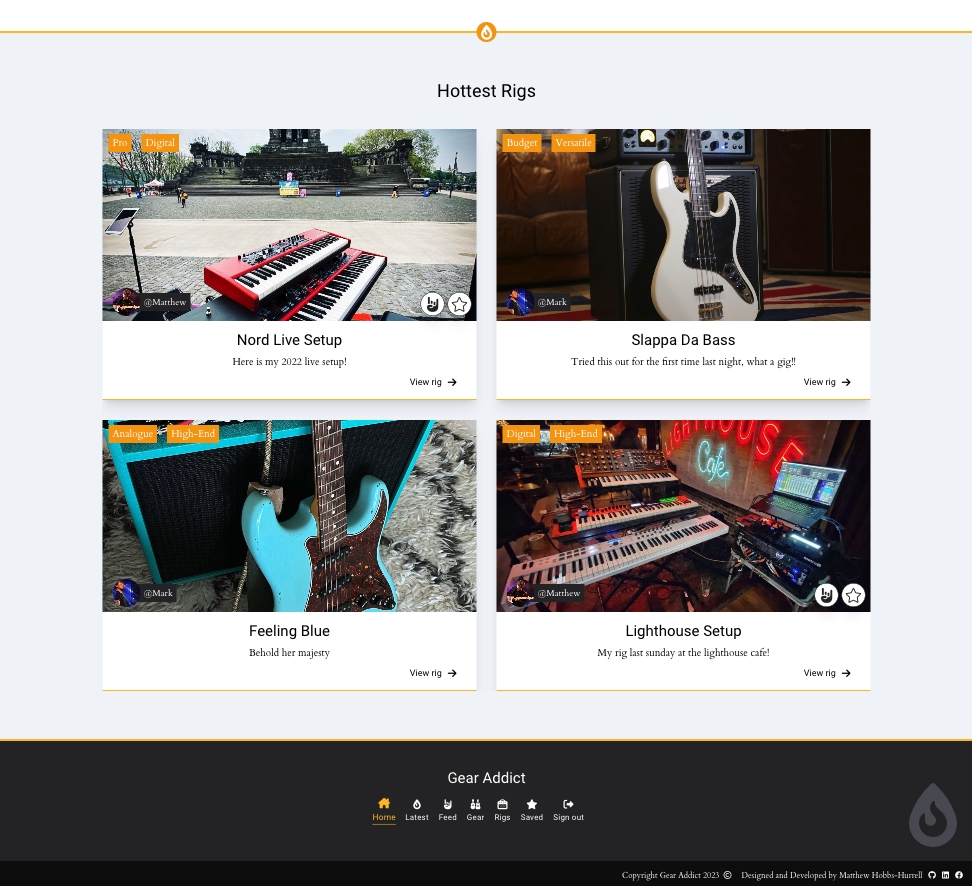 Hottest Rigs
Pro Digital
@Matthew
Nord Live Setup
Here is my 2022 live setup!
View rig
Budget Versatile
@Mark
Slappa Da Bass
Tried this out for the first time last night, what a gig!!
View rig
Analogue High-End
@Mark
Feeling Blue
Behold her majesty
View rig
Digital High-End
LIGHTHOUSE
Cafe
@Matthew
Lighthouse Setup
My rig last sunday at the lighthouse cafe!
View rig
Gear Addict
Home Latest Feed Gear Rigs Saved Sign out
Copyright Gear Addict 2023 © Designed and Developed by Matthew Hobbs-Hurrell